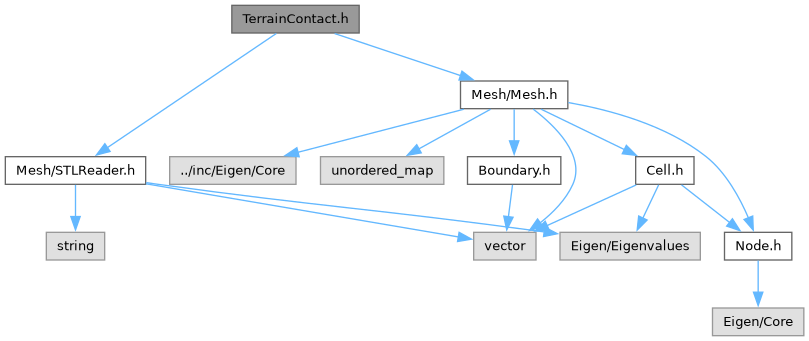 TerrainContact.h
Mesh/Mesh.h
Mesh/STLReader.h
../inc/Eigen/Core
unordered_map
Boundary.h
Cell.h
string
vector
Eigen/Eigenvalues
Node.h
Eigen/Core